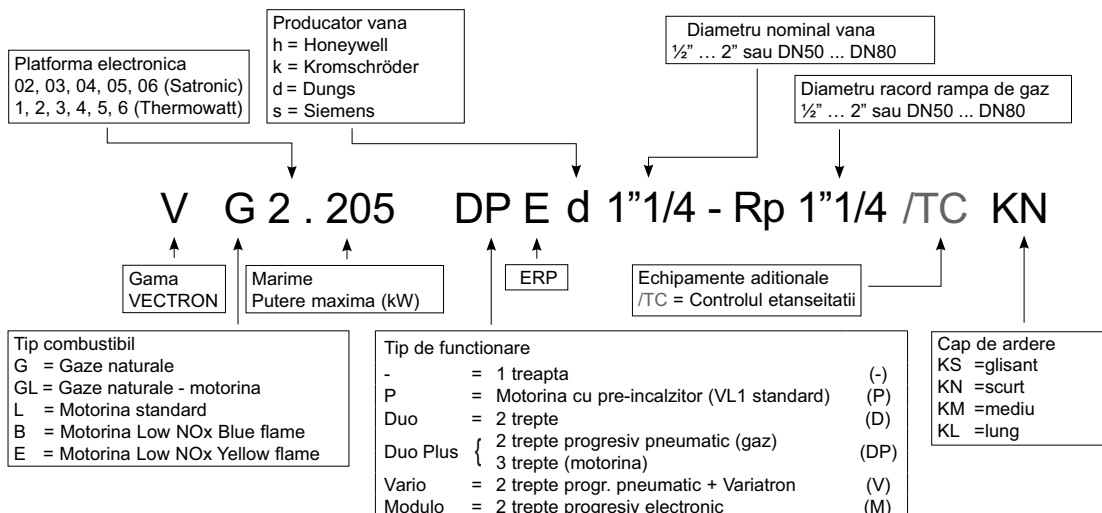 Platforma electronica
02, 03, 04, 05, 06 (Satronic)
1, 2, 3, 4, 5, 6 (Thermowatt)
Producator vana
h = Honeywell
k = Kromschröder
d = Dungs
s = Siemens
Diametru nominal vana
½” … 2” sau DN50 ... DN80
Diametru racord rampa de gaz
½” … 2” sau DN50 ... DN80
V G 2 . 205 DP E d 1”1/4 - Rp 1”1/4 /TC KN
Gama
VECTRON
Marime
Putere maxima (kW)
ERP
Echipamente aditionale
/TC = Controlul etanseitatii
Tip combustibil
G = Gaze naturale
GL = Gaze naturale - motorina
L = Motorina standard
B = Motorina Low NOx Blue flame
E = Motorina Low NOx Yellow flame
Tip de functionare
- = 1 treapta (-)
P = Motorina cu pre-incalzitor (VL1 standard) (P)
Duo = 2 trepte (D)
Duo Plus { = 2 trepte progresiv pneumatic (gaz)
3 trepte (motorina) (DP)
Vario = 2 trepte progr. pneumatic + Variatron (V)
Modulo = 2 trepte progresiv electronic (M)
Cap de ardere
KS =glisant
KN =scurt
KM =mediu
KL =lung